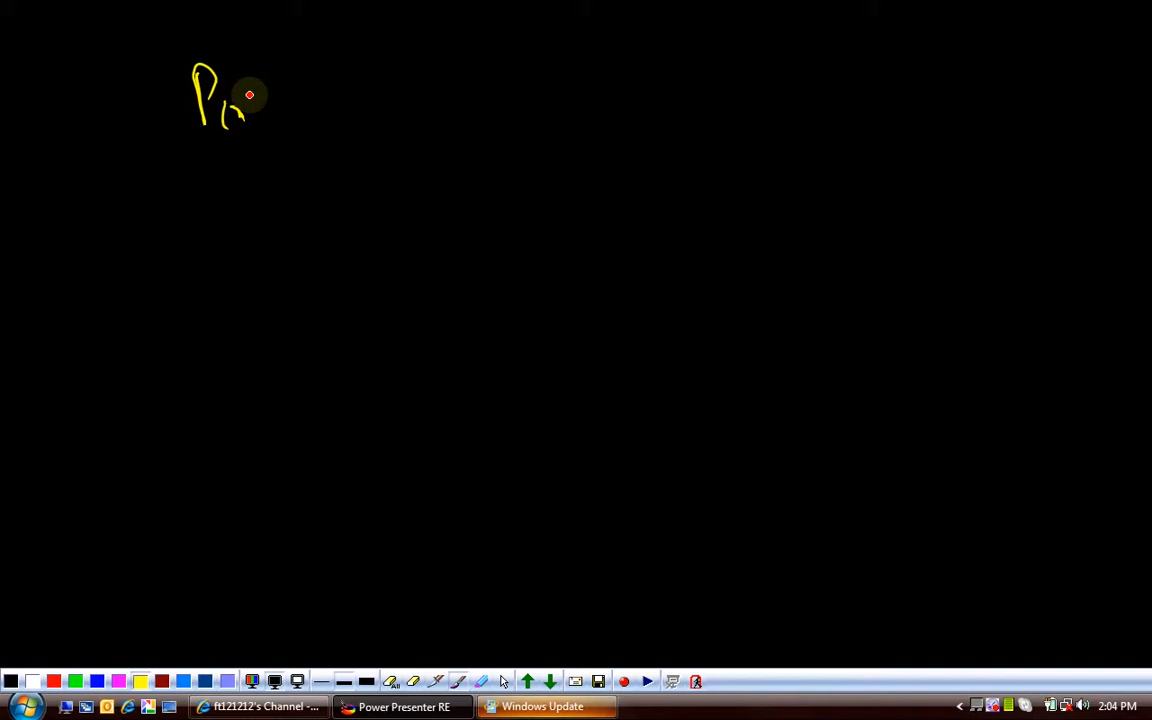 P(x
ft121212's Channel -...
Power Presenter RE
Windows Update
2:04 PM